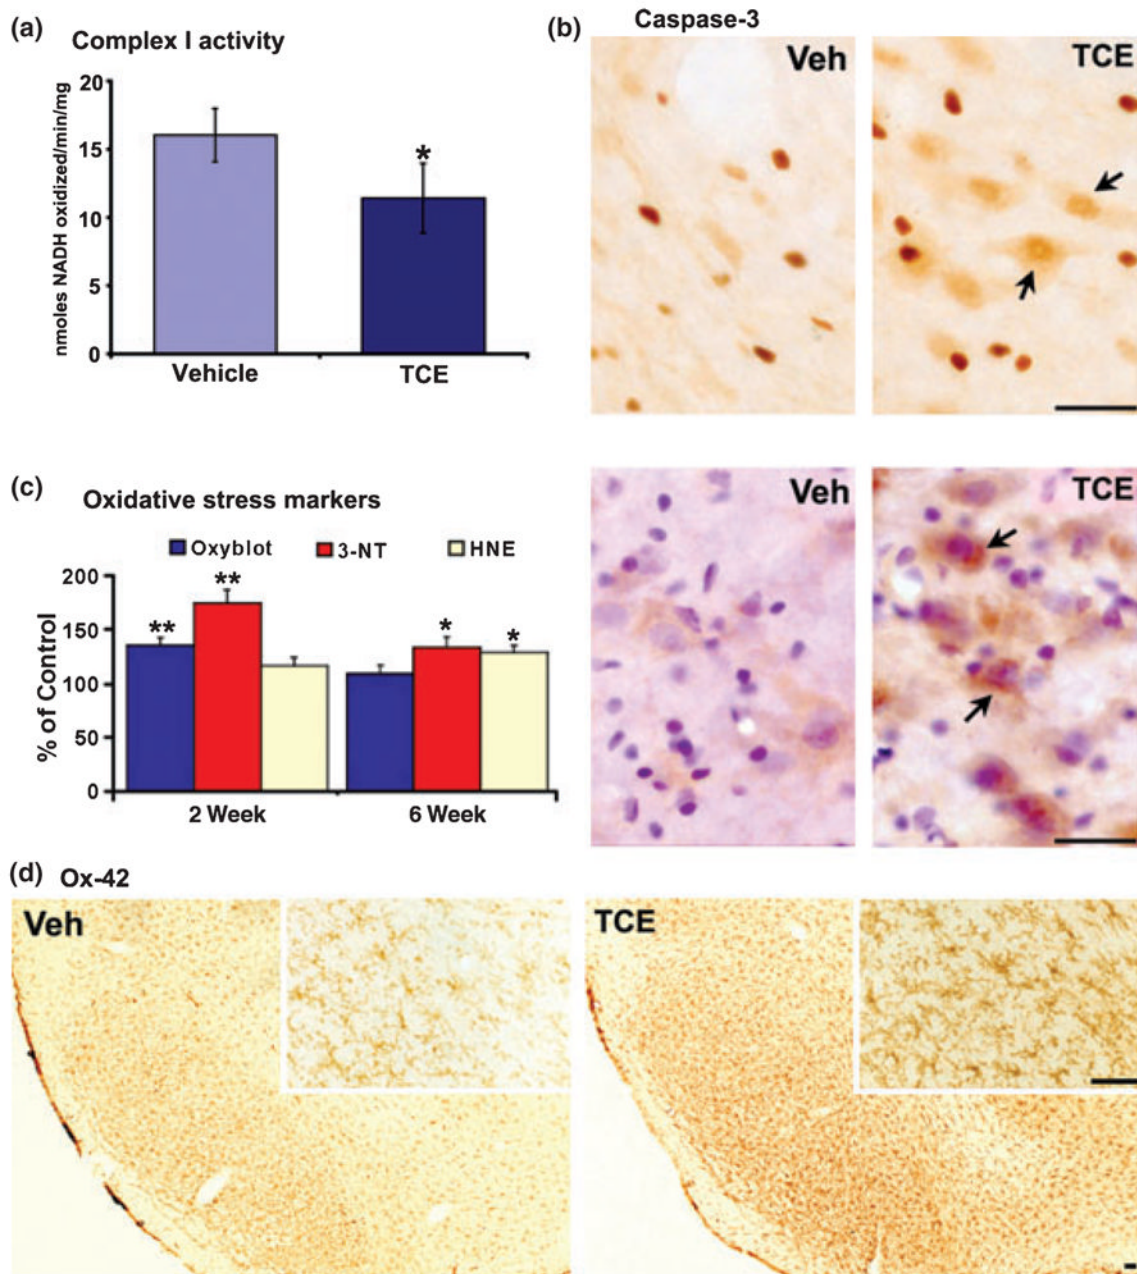 (a) Complex I activity
nmoles NADH oxidized/min/mg
20
15
10
5
0
*
Vehicle TCE
(b) Caspase-3
Veh TCE
(c) Oxidative stress markers
Oxyblot 3-NT HNE
% of Control
200
150
100
50
0
** ** * *
2 Week 6 Week
Veh TCE
(d) Ox-42
Veh TCE